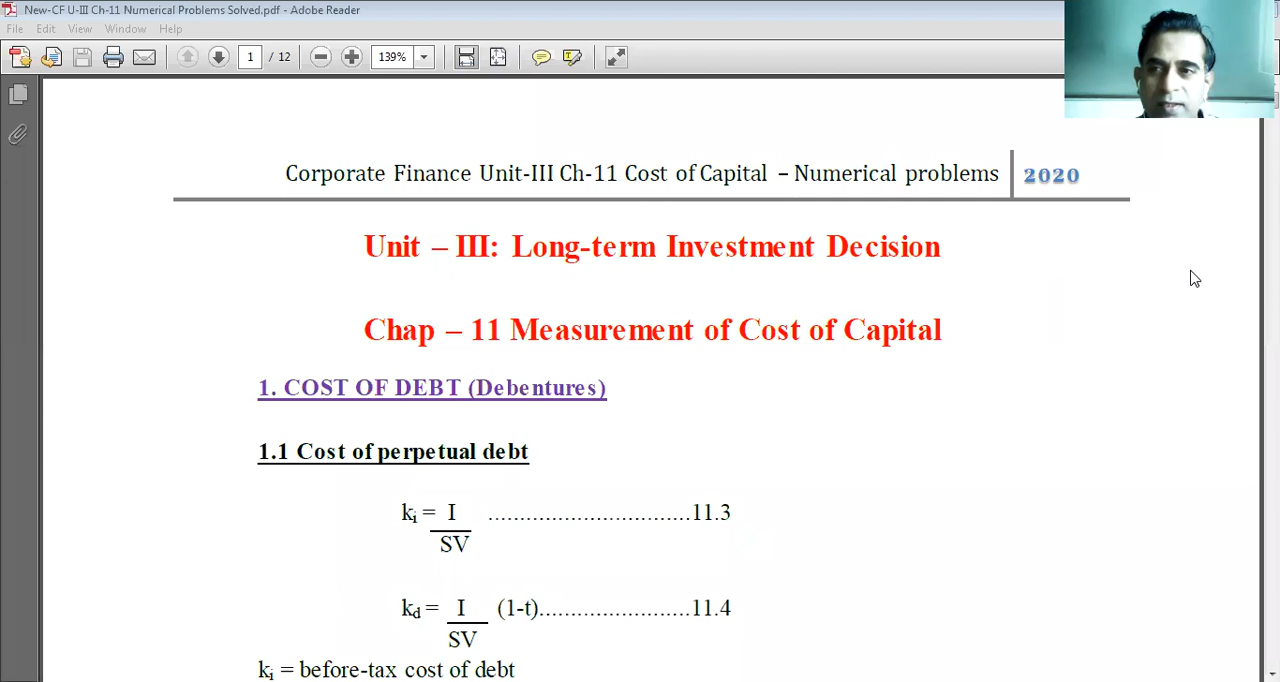 New-CF U-III Ch-11 Numerical Problems Solved.pdf - Adobe Reader
File Edit View Window Help
1 / 12 139%
Corporate Finance Unit-III Ch-11 Cost of Capital – Numerical problems 2020
Unit – III: Long-term Investment Decision
Chap – 11 Measurement of Cost of Capital
1. COST OF DEBT (Debentures)
1.1 Cost of perpetual debt
ki = I ................................11.3
SV
kd = I (1-t)........................11.4
SV
ki = before-tax cost of debt